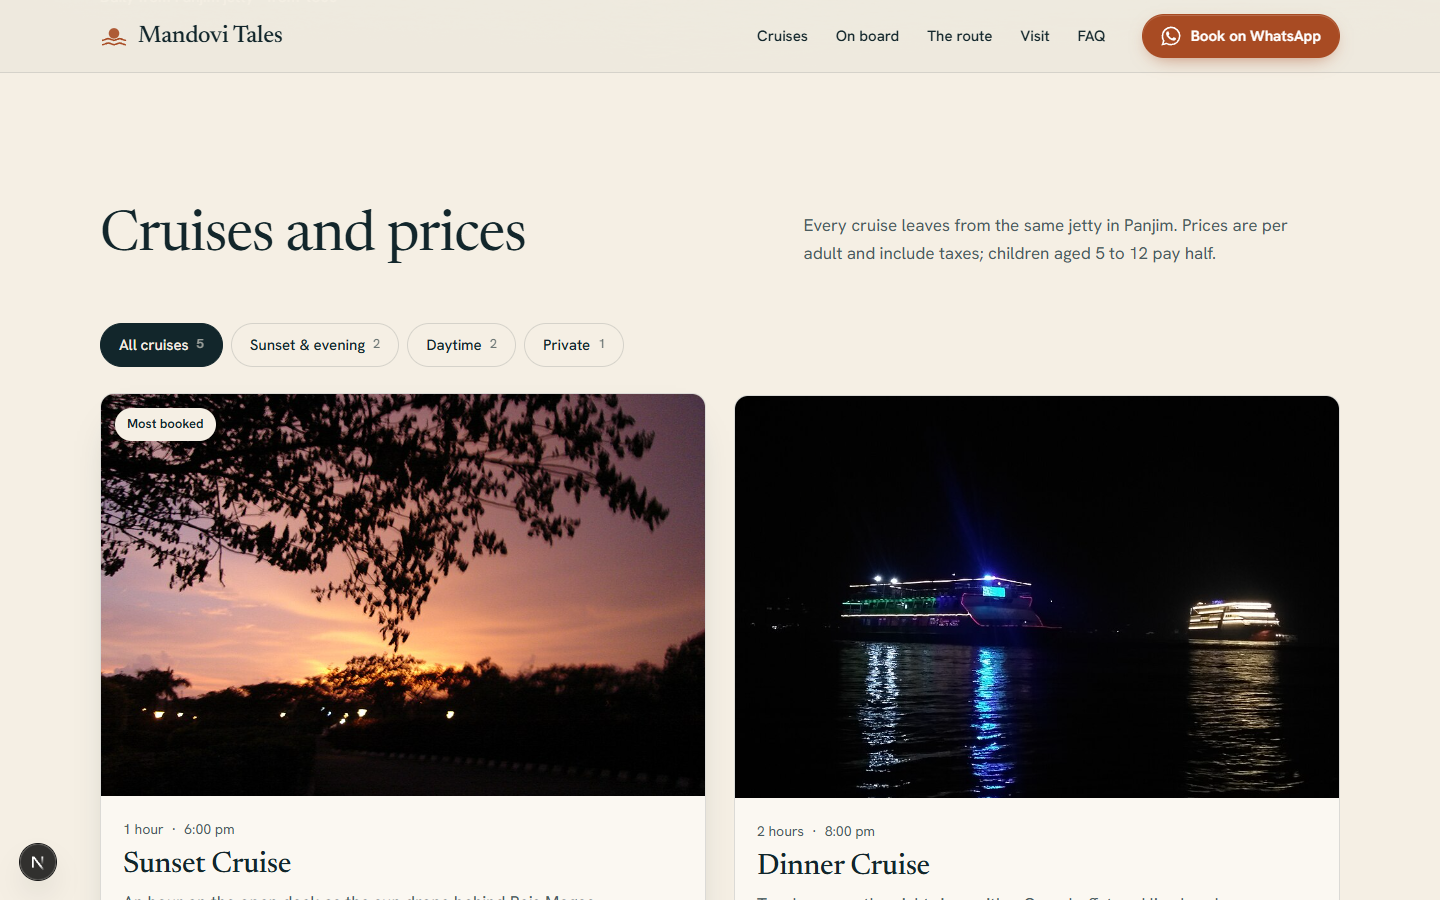 Mandovi Tales
Cruises
On board
The route
Visit
FAQ
Book on WhatsApp
Cruises and prices
Every cruise leaves from the same jetty in Panjim. Prices are per
adult and include taxes; children aged 5 to 12 pay half.
All cruises 5
Sunset & evening 2
Daytime 2
Private 1
Most booked
1 hour · 6:00 pm
Sunset Cruise
2 hours · 8:00 pm
Dinner Cruise
N